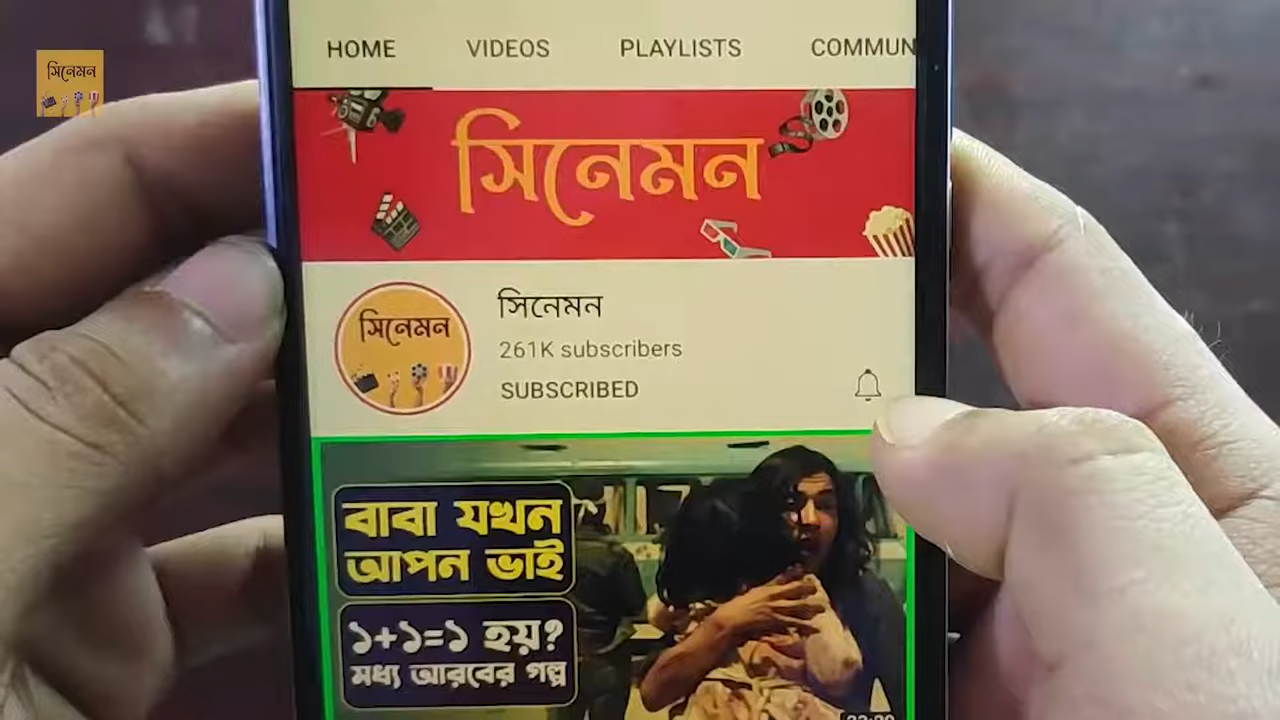 সিনেমন
HOME VIDEOS PLAYLISTS COMMUN
সিনেমন
সিনেমন
সিনেমন
261K subscribers
SUBSCRIBED
বাবা যখন
আপন ভাই
১+১=১ হয়?
মধ্য আরবের গল্প